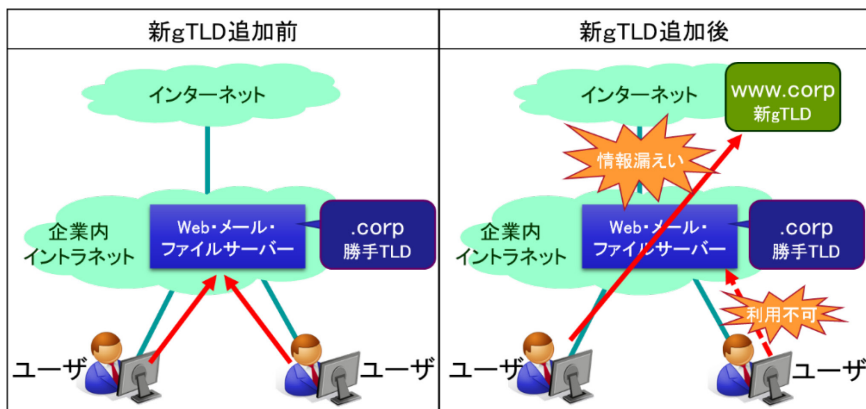 新gTLD追加前
インターネット
企業内
イントラネット
Web・メール・
ファイルサーバー
.corp
勝手TLD
ユーザ
ユーザ
新gTLD追加後
インターネット
www.corp
新gTLD
情報漏えい
企業内
イントラネット
Web・メール・
ファイルサーバー
.corp
勝手TLD
利用不可
ユーザ
ユーザ